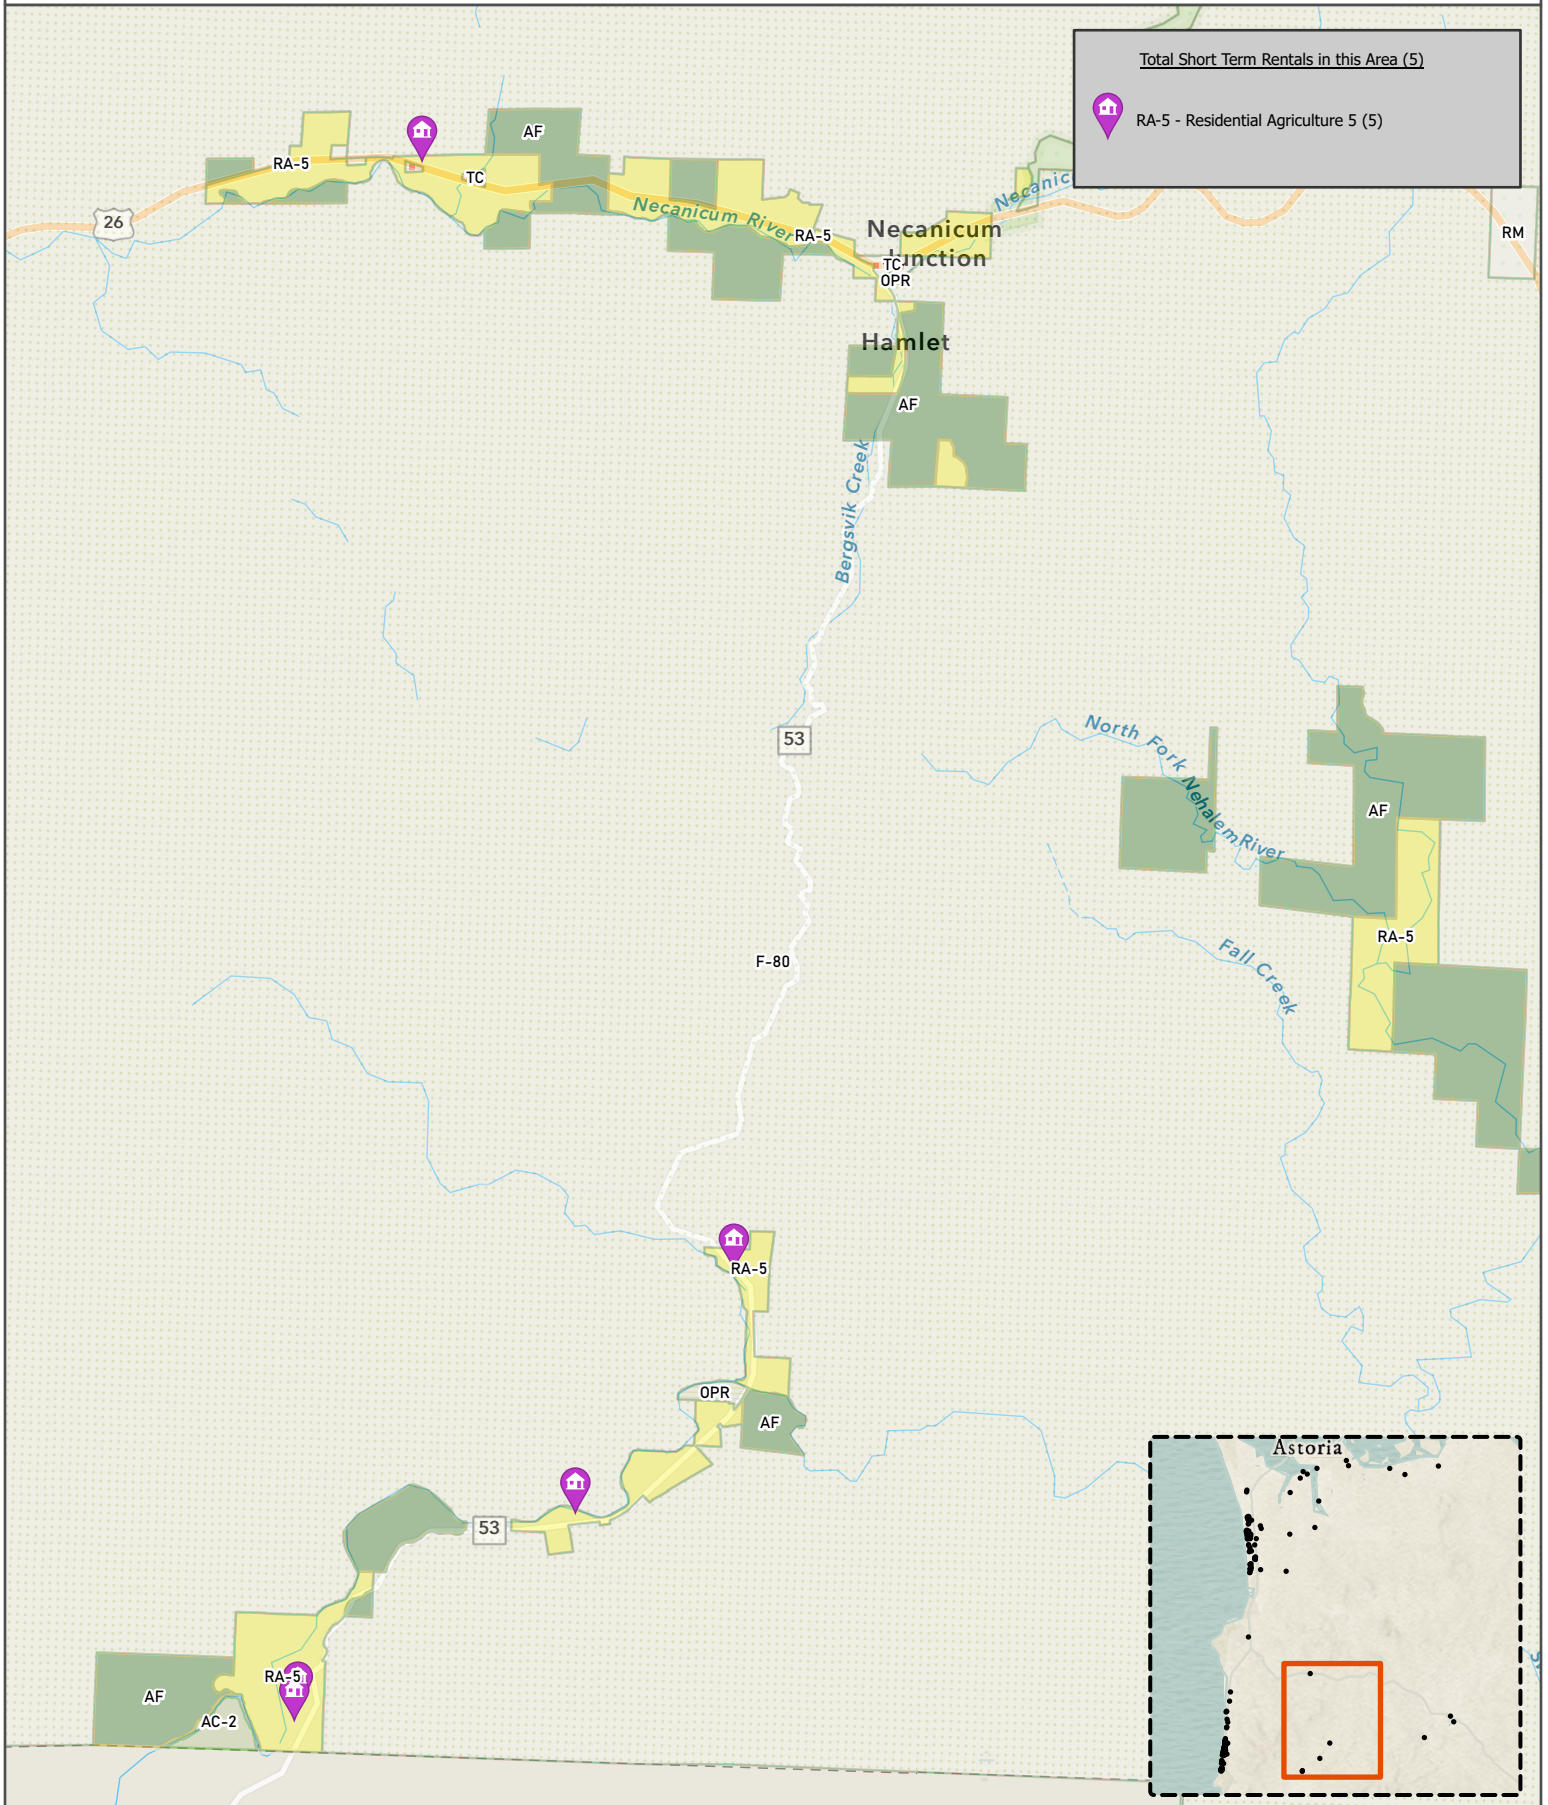 Total Short Term Rentals in this Area (5)
RA-5 - Residential Agriculture 5 (5)
AF
RA-5
TC
26
Necanicum River
RA-5
Necanicum
Junction
TC
OPR
RM
Hamlet
AF
Bergsvik Creek
53
North Fork Nehalem River
AF
RA-5
Fall Creek
F-80
RA-5
OPR
AF
53
RA-5
AF
AC-2
Astoria